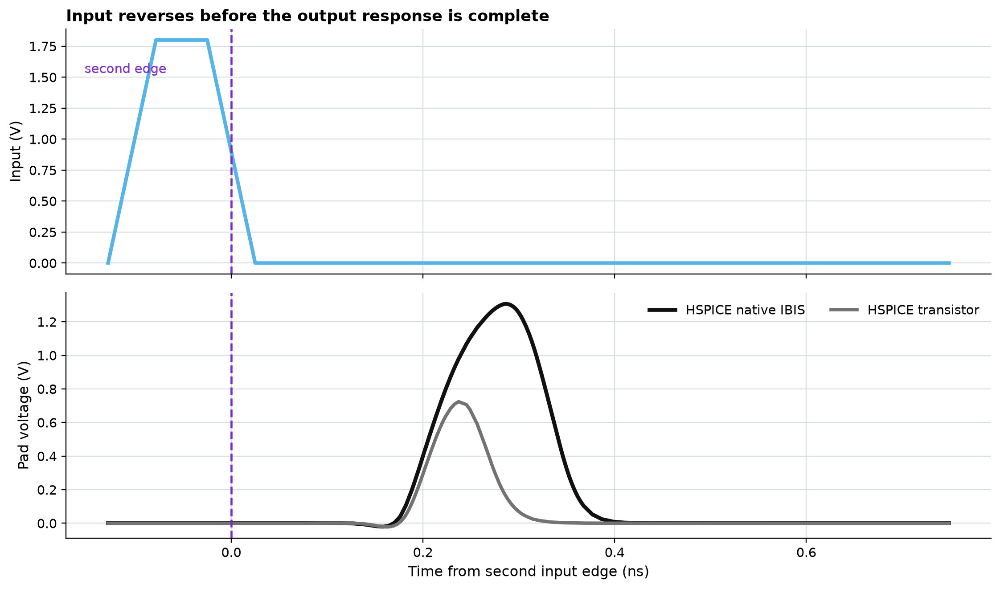 Input reverses before the output response is complete
1.75
1.50
1.25
1.00
0.75
0.50
0.25
0.00
Input (V)
second edge
HSPICE native IBIS
HSPICE transistor
1.2
1.0
0.8
0.6
0.4
0.2
0.0
Pad voltage (V)
0.0
0.2
0.4
0.6
Time from second input edge (ns)